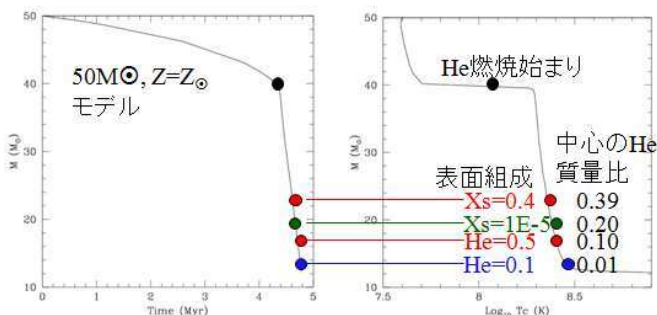 50
40
30
20
10
M (M⊙)
50M⊙, Z=Z⊙
モデル
0
1
2
3
4
5
Time (Myr)
50
40
30
20
10
M (M⊙)
He燃焼始まり
中心のHe
質量比
表面組成
Xs=0.4 0.39
Xs=1E-5 0.20
He=0.5 0.10
He=0.1 0.01
7.5
8
8.5
Log₁₀ Tc (K)